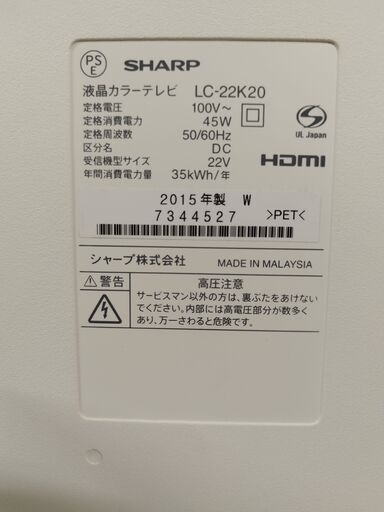 PS
E
SHARP
液晶カラーテレビ LC-22K20
定格電圧 100V～
定格消費電力 45W
定格周波数 50/60Hz
区分名 DC
受信機型サイズ 22V
年間消費電力量 35kWh/年
S
UL Japan
HDMI
2015年製 W
7344527 >PET<
シャープ株式会社 MADE IN MALAYSIA
⚠警告
高圧注意
サービスマン以外の方は、裏ぶたをあけない
でください。内部には高電圧部分が数多く
あり、万一さわると危険です。